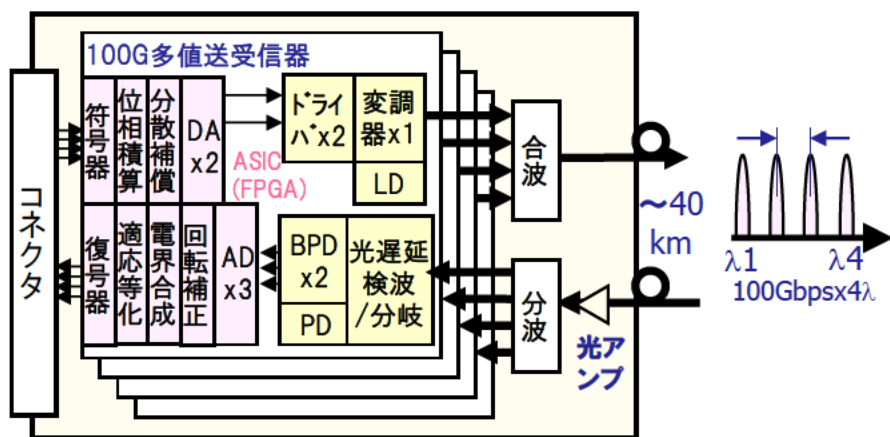 100G多値送受信器
コネクタ
符号器
位相積算
分散補償
DA
x2
ASIC
(FPGA)
ドライ
バx2
変調
器x1
LD
合波
復号器
適応等化
電界合成
回転補正
AD
x3
BPD
x2
PD
光遅延
検波
/分岐
分波
光ア
ンプ
~40
km
λ1
λ4
100Gbpsx4λ